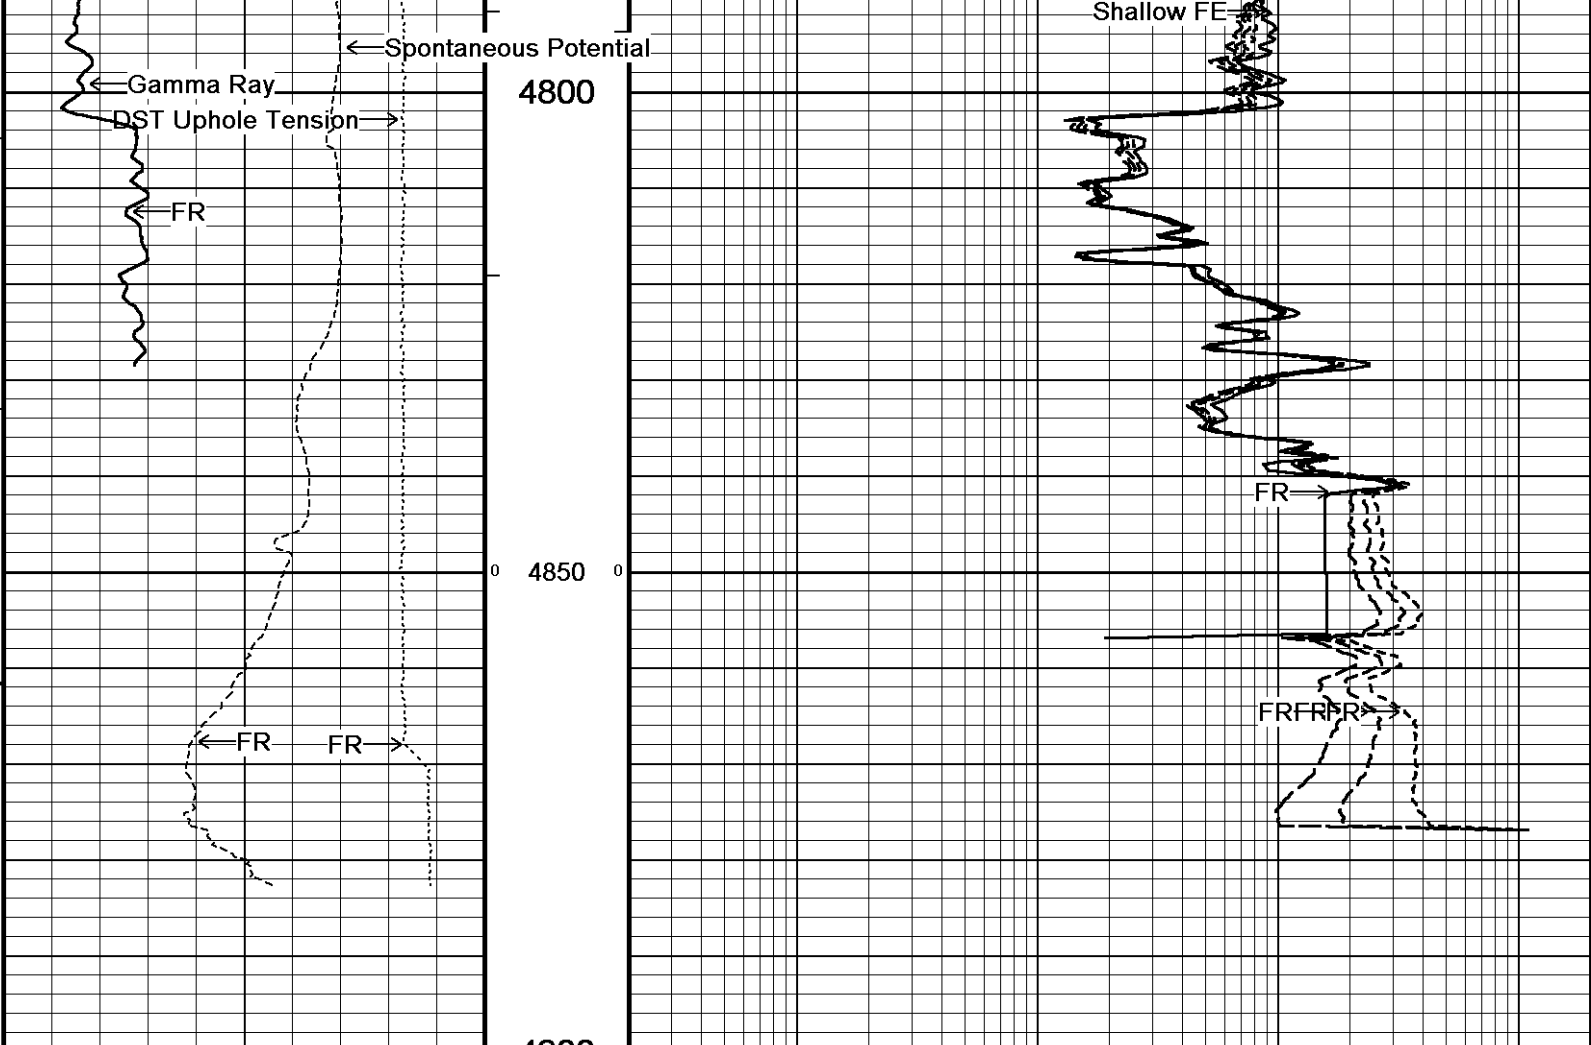 Shallow FE
Spontaneous Potential
Gamma Ray
4800
DST Uphole Tension
FR
FR
0 4850 0
FRFRFR
FR FR